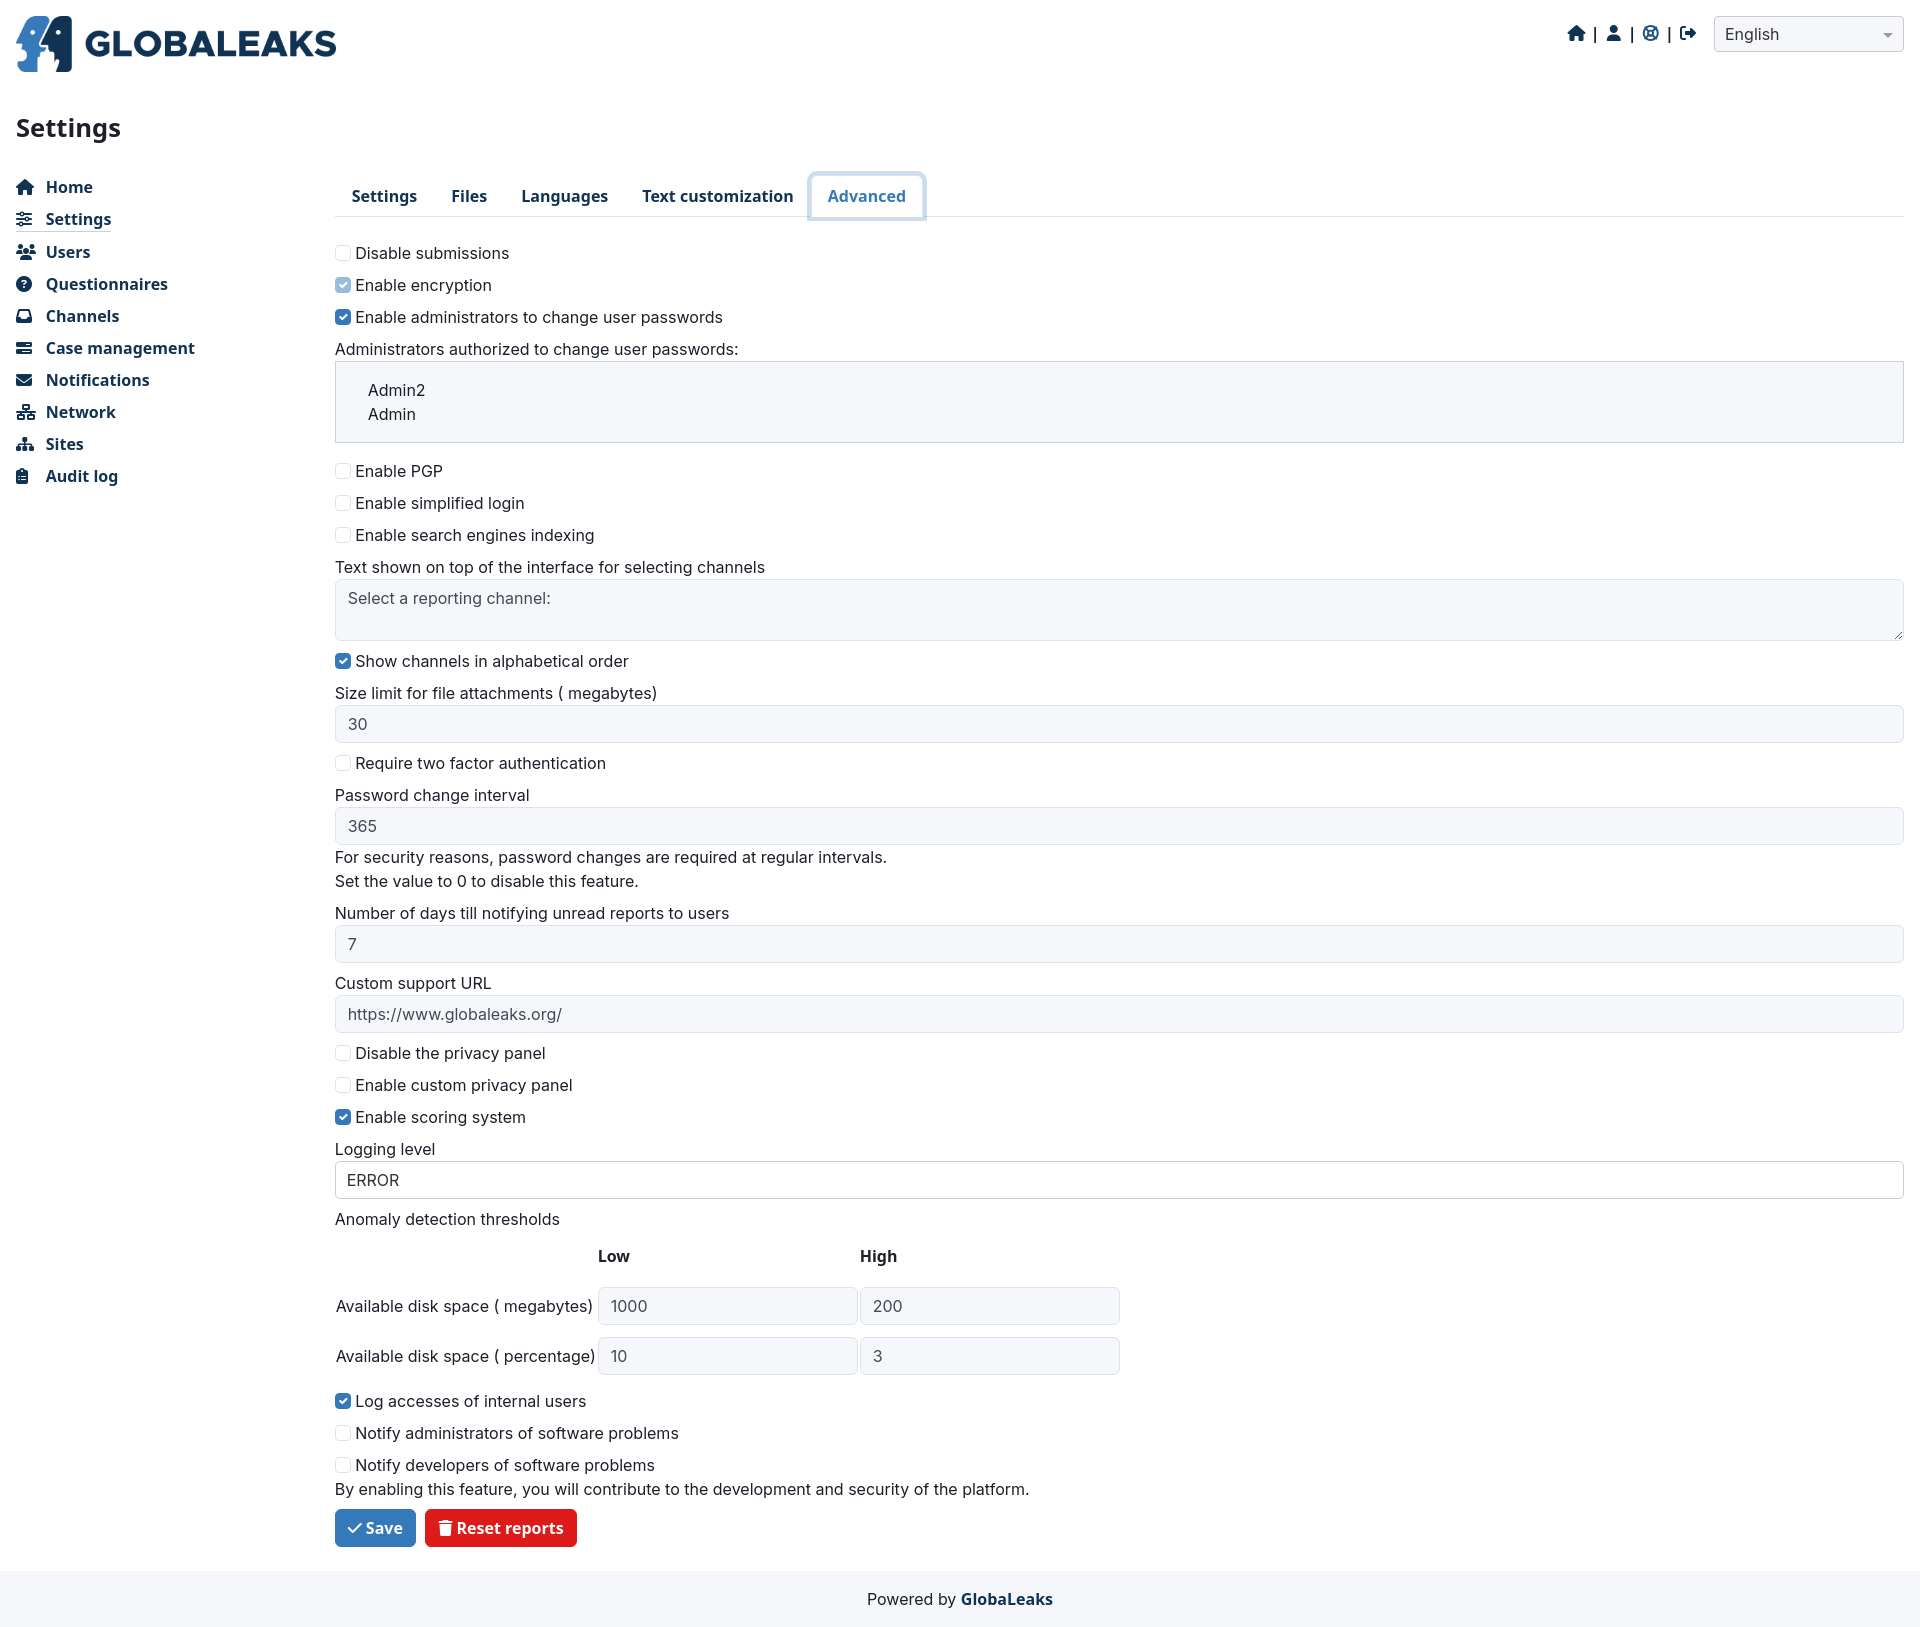 GLOBALEAKS
| | | English
Settings
Home
Settings
Users
Questionnaires
Channels
Case management
Notifications
Network
Sites
Audit log
Settings Files Languages Text customization Advanced
Disable submissions
Enable encryption
Enable administrators to change user passwords
Administrators authorized to change user passwords:
Admin2
Admin
Enable PGP
Enable simplified login
Enable search engines indexing
Text shown on top of the interface for selecting channels
Select a reporting channel:
Show channels in alphabetical order
Size limit for file attachments ( megabytes)
30
Require two factor authentication
Password change interval
365
For security reasons, password changes are required at regular intervals.
Set the value to 0 to disable this feature.
Number of days till notifying unread reports to users
7
Custom support URL
https://www.globaleaks.org/
Disable the privacy panel
Enable custom privacy panel
Enable scoring system
Logging level
ERROR
Anomaly detection thresholds
Low High
Available disk space ( megabytes) 1000 200
Available disk space ( percentage) 10 3
Log accesses of internal users
Notify administrators of software problems
Notify developers of software problems
By enabling this feature, you will contribute to the development and security of the platform.
Save Reset reports
Powered by GlobaLeaks